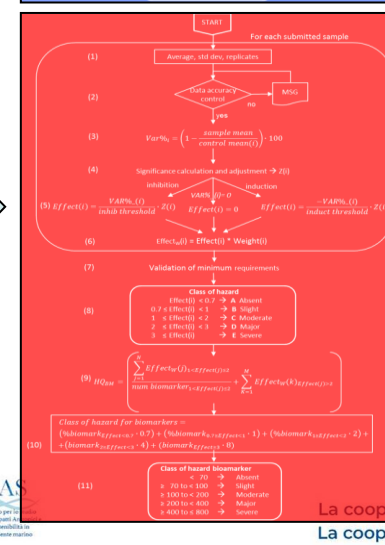 START
For each submitted sample
(1) Average, std dev, replicates
(2) Data accuracy control
no
MSG
yes
(3) Var%ᵢ = (1 − sample mean / control mean(i)) · 100
(4) Significance calculation and adjustment → Z(i)
inhibition
VAR%_(i)=0
induction
(5) Effect(i) = VAR%_(i) / inhib threshold · Z(i)
Effect(i) = 0
Effect(i) = −VAR%_(i) / induct threshold · Z(i)
(6) Effect_w(i) = Effect(i) * Weight(i)
(7) Validation of minimum requirements
(8)
Class of hazard
Effect(i) < 0.7 → A Absent
0.7 ≤ Effect(i) < 1 → B Slight
1 ≤ Effect(i) < 2 → C Moderate
2 ≤ Effect(i) < 3 → D Major
3 ≤ Effect(i) → E Severe
(9)
(10) Class of hazard for biomarkers =
(11)
Class of hazard bioamarker
< 70 → Absent
≥ 70 to < 100 → Slight
≥ 100 to < 200 → Moderate
≥ 200 to < 400 → Major
≥ 400 to ≤ 800 → Severe
AS
ente marino
La coop
La coop